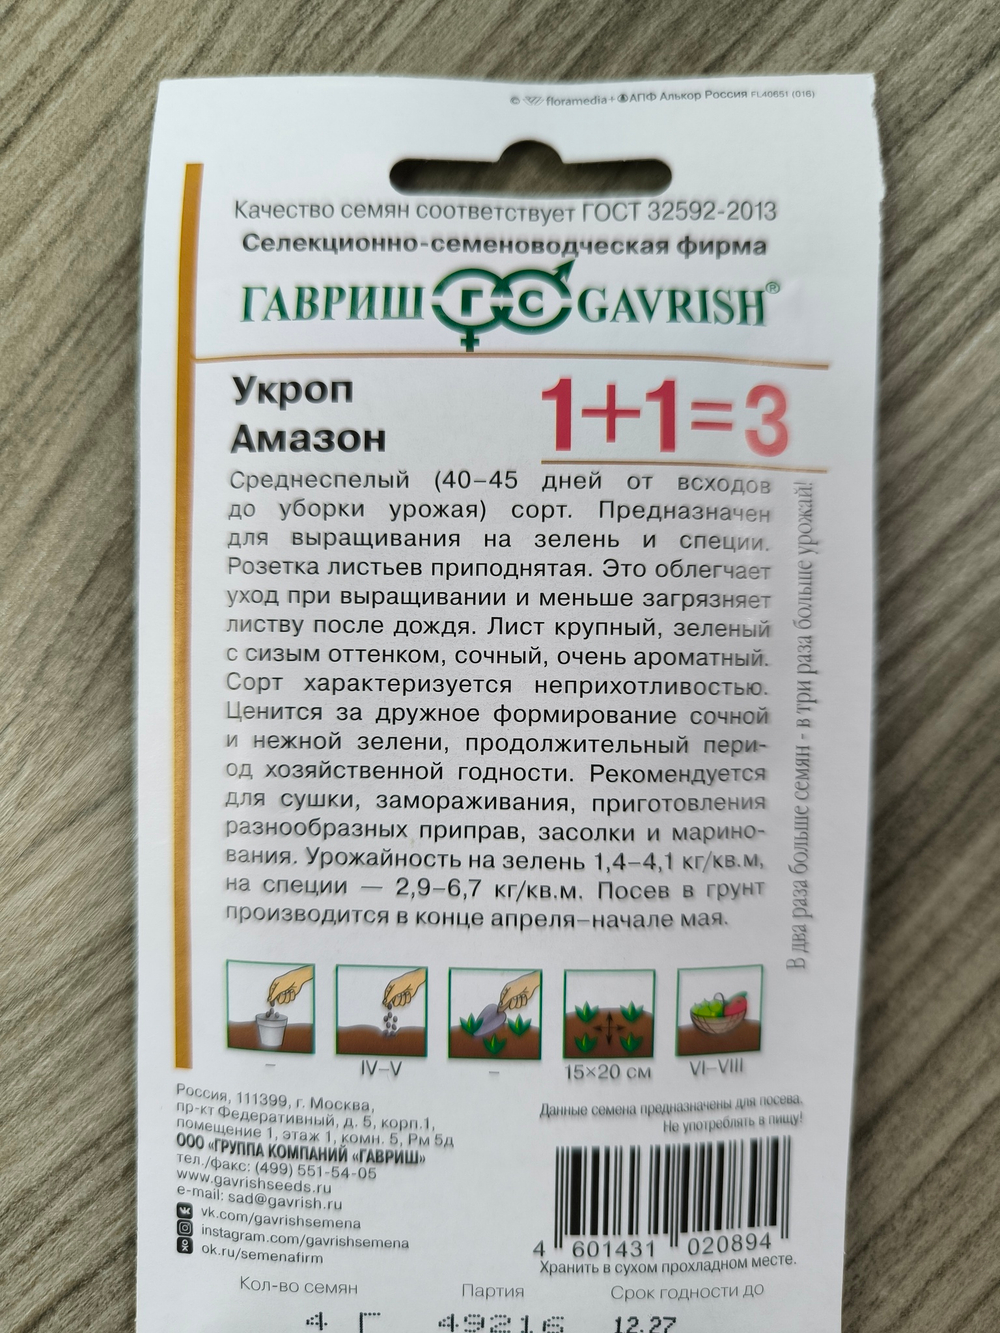 © floramedia+ АПФ Алькор Россия FL40651 (016)
Качество семян соответствует ГОСТ 32592-2013
Селекционно-семеноводческая фирма
ГАВРИШ ГС GAVRISH®
Укроп
Амазон
1+1=3
Среднеспелый (40–45 дней от всходов
до уборки урожая) сорт. Предназначен
для выращивания на зелень и специи.
Розетка листьев приподнятая. Это облегчает
уход при выращивании и меньше загрязняет
листву после дождя. Лист крупный, зеленый
с сизым оттенком, сочный, очень ароматный.
Сорт характеризуется неприхотливостью.
Ценится за дружное формирование сочной
и нежной зелени, продолжительный пери-
од хозяйственной годности. Рекомендуется
для сушки, замораживания, приготовления
разнообразных приправ, засолки и марино-
вания. Урожайность на зелень 1,4–4,1 кг/кв.м,
на специи — 2,9–6,7 кг/кв.м. Посев в грунт
производится в конце апреля–начале мая.
В два раза больше семян - в три раза больше урожай!
– IV–V – 15×20 см VI–VIII
Россия, 111399, г. Москва,
пр-кт Федеративный, д. 5, корп.1,
помещение 1, этаж 1, комн. 5, Рм 5д
ООО «ГРУППА КОМПАНИЙ «ГАВРИШ»
тел./факс: (499) 551-54-05
www.gavrishseeds.ru
e-mail: sad@gavrish.ru
vk.com/gavrishsemena
instagram.com/gavrishsemena
ok.ru/semenafirm
Данные семена предназначены для посева.
Не употреблять в пищу!
4 601431 020894
Хранить в сухом прохладном месте.
Кол-во семян Партия Срок годности до
4 Г 49216 12.27